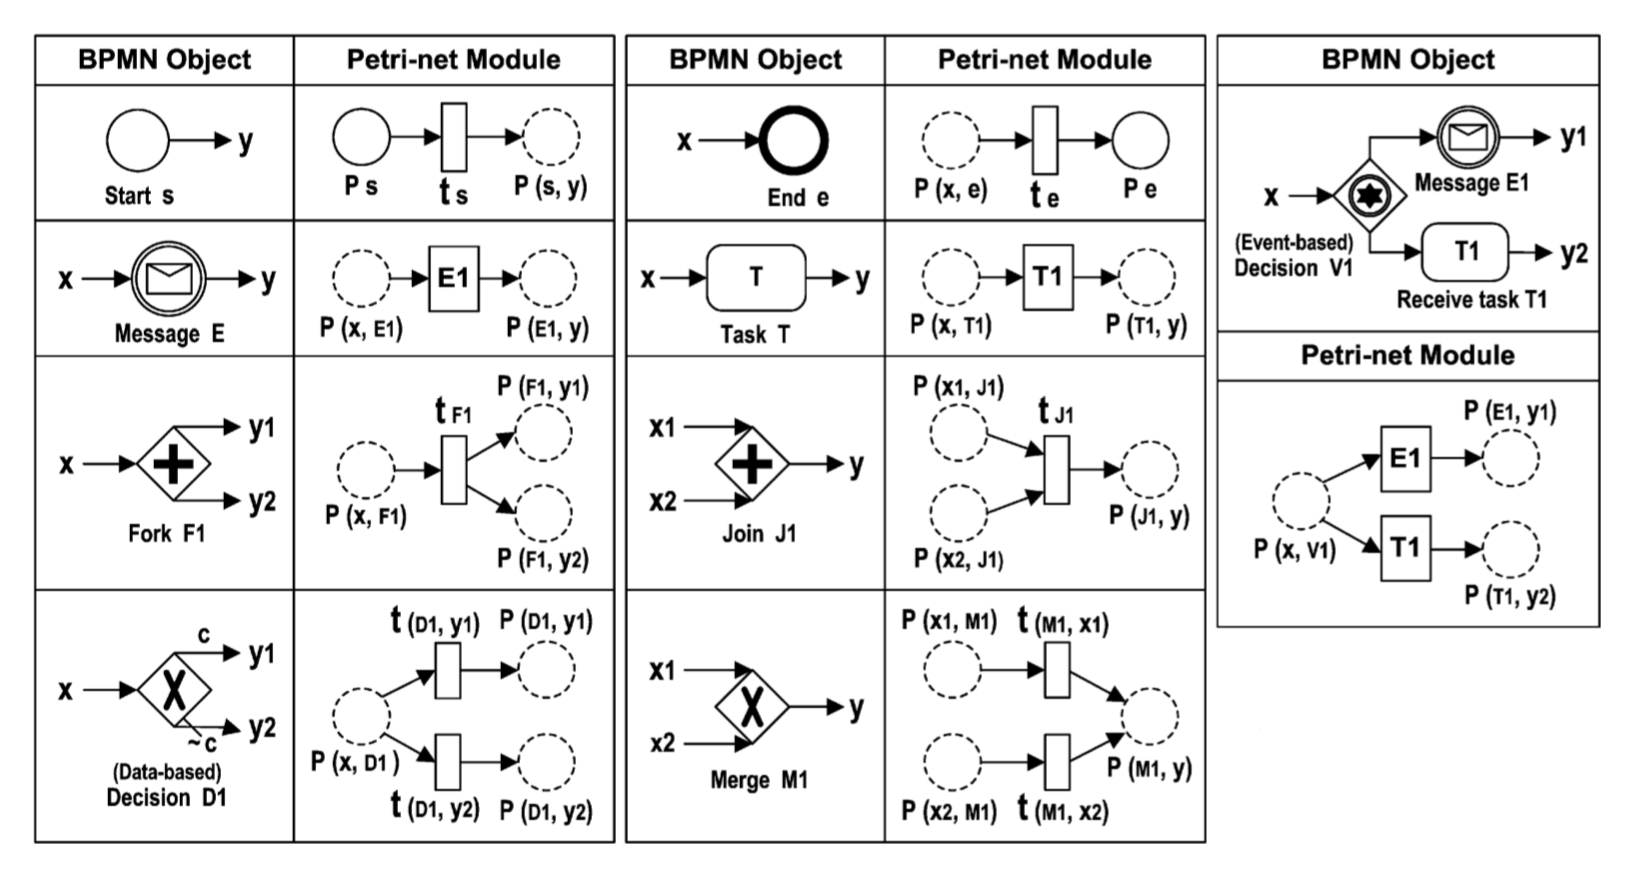 BPMN Object
Petri-net Module
y
Start s
P s
t s
P (s, y)
x
y
Message E
E1
P (x, E1)
P (E1, y)
x
y1
y2
Fork F1
t F1
P (F1, y1)
P (x, F1)
P (F1, y2)
x
c
y1
y2
~ c
(Data-based)
Decision D1
t (D1, y1)
P (D1, y1)
P (x, D1 )
t (D1, y2)
P (D1, y2)
BPMN Object
Petri-net Module
x
End e
P (x, e)
t e
P e
x
T
y
Task T
T1
P (x, T1)
P (T1, y)
x1
x2
y
Join J1
P (x1, J1)
t J1
P (x2, J1)
P (J1, y)
x1
x2
y
Merge M1
P (x1, M1)
t (M1, x1)
P (M1, y)
P (x2, M1)
t (M1, x2)
BPMN Object
y1
Message E1
x
(Event-based)
Decision V1
T1
y2
Receive task T1
Petri-net Module
P (E1, y1)
E1
P (x, V1)
T1
P (T1, y2)